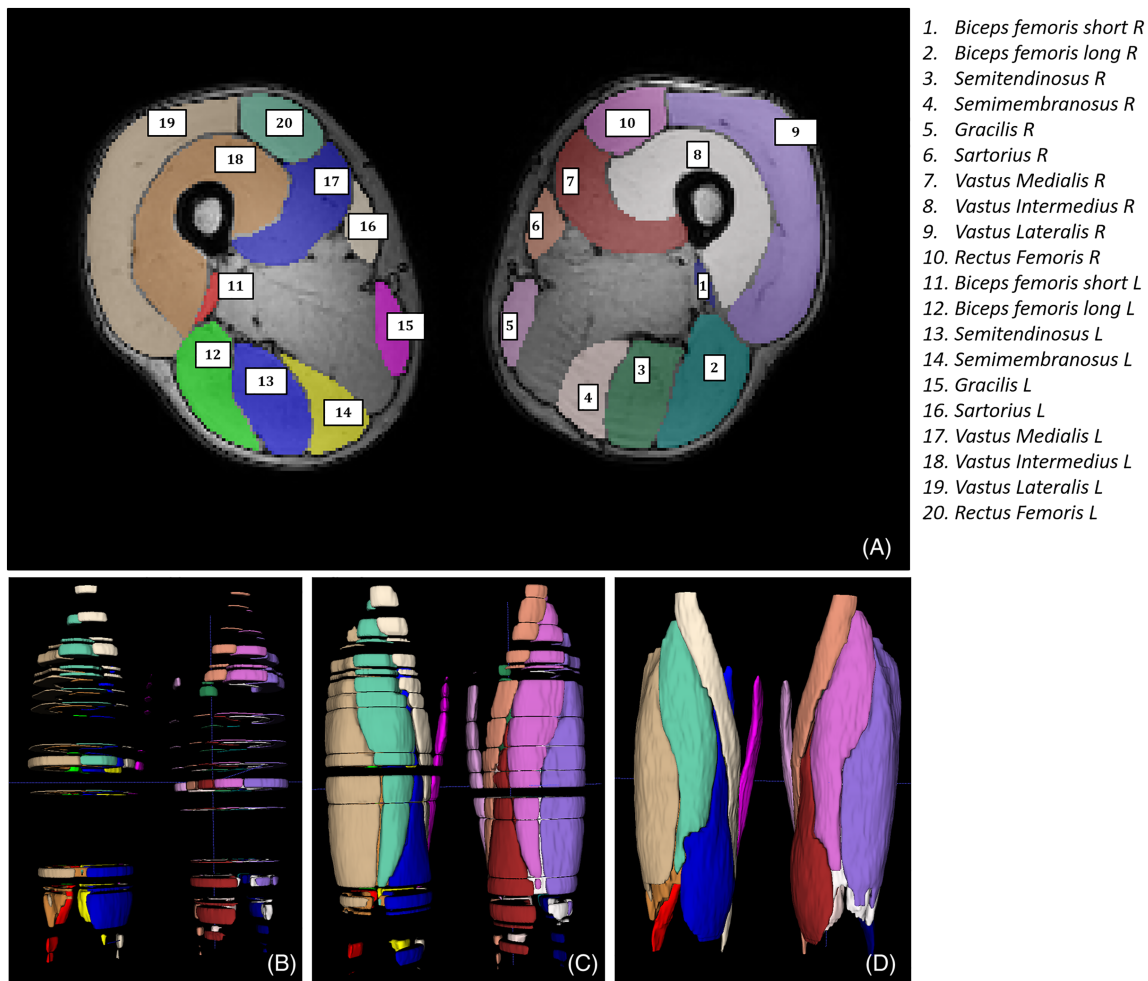 19
20
18
17
16
11
15
12
13
14
10
9
8
7
6
1
5
2
3
4
(A)
1. Biceps femoris short R
2. Biceps femoris long R
3. Semitendinosus R
4. Semimembranosus R
5. Gracilis R
6. Sartorius R
7. Vastus Medialis R
8. Vastus Intermedius R
9. Vastus Lateralis R
10. Rectus Femoris R
11. Biceps femoris short L
12. Biceps femoris long L
13. Semitendinosus L
14. Semimembranosus L
15. Gracilis L
16. Sartorius L
17. Vastus Medialis L
18. Vastus Intermedius L
19. Vastus Lateralis L
20. Rectus Femoris L
(B)
(C)
(D)